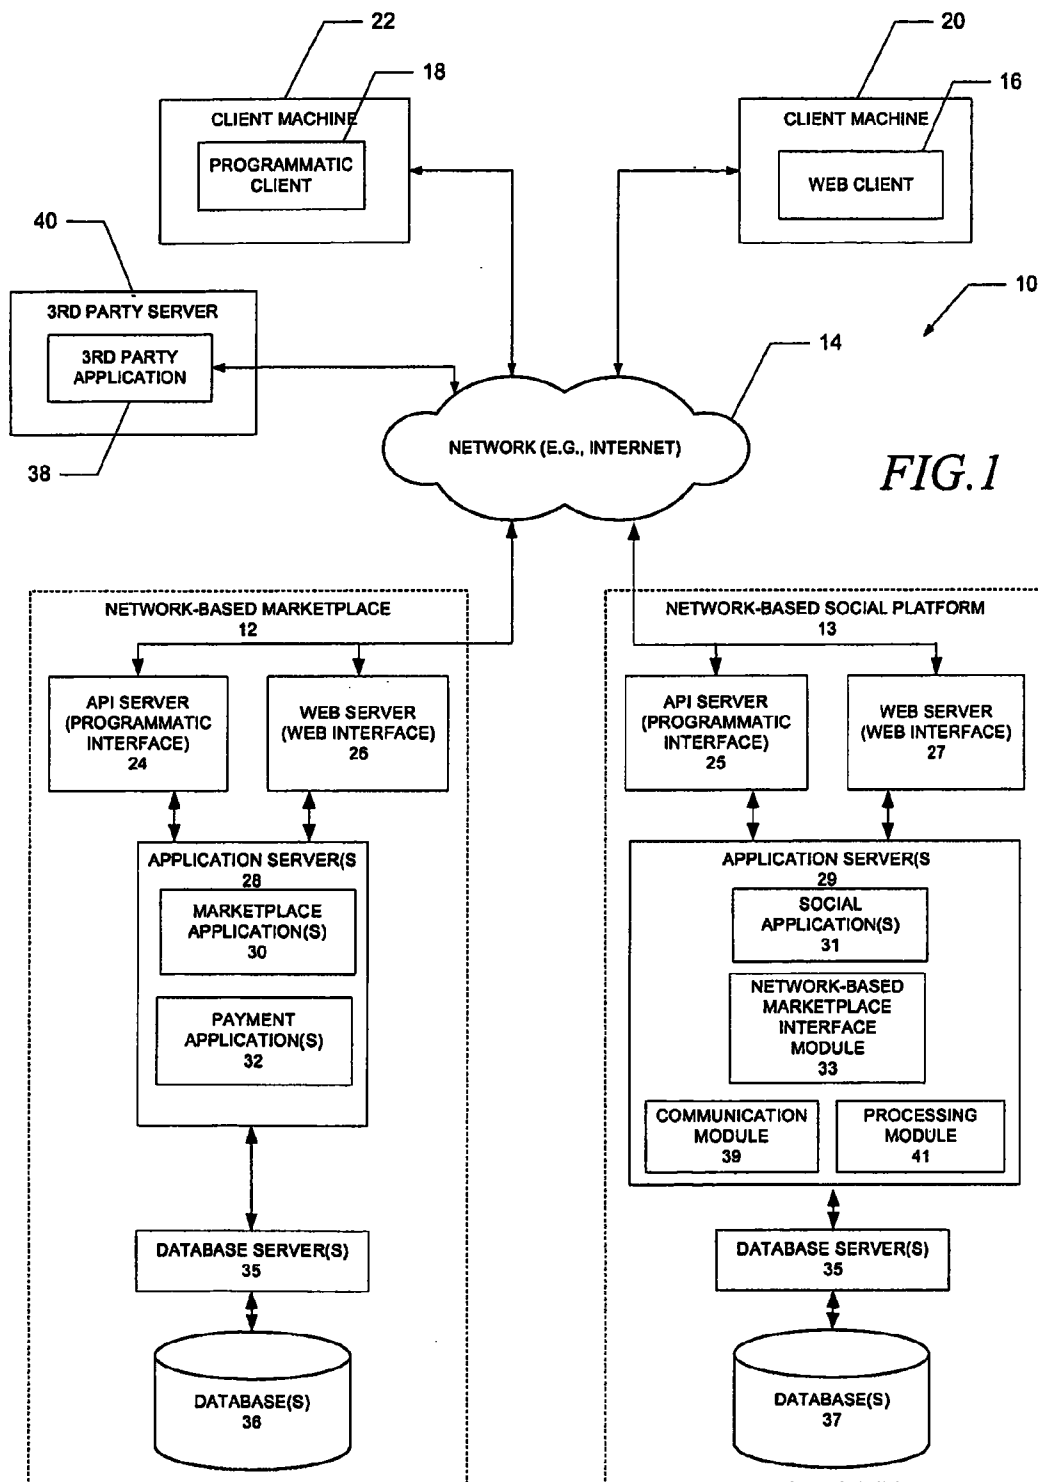 22
20
18
16
CLIENT MACHINE
PROGRAMMATIC
CLIENT
CLIENT MACHINE
WEB CLIENT
40
10
3RD PARTY SERVER
3RD PARTY
APPLICATION
14
38
NETWORK (E.G., INTERNET)
FIG.1
NETWORK-BASED MARKETPLACE
12
API SERVER
(PROGRAMMATIC
INTERFACE)
24
WEB SERVER
(WEB INTERFACE)
26
APPLICATION SERVER(S
28
MARKETPLACE
APPLICATION(S)
30
PAYMENT
APPLICATION(S)
32
DATABASE SERVER(S)
35
DATABASE(S)
36
NETWORK-BASED SOCIAL PLATFORM
13
API SERVER
(PROGRAMMATIC
INTERFACE)
25
WEB SERVER
(WEB INTERFACE)
27
APPLICATION SERVER(S
29
SOCIAL
APPLICATION(S)
31
NETWORK-BASED
MARKETPLACE
INTERFACE
MODULE
33
COMMUNICATION
MODULE
39
PROCESSING
MODULE
41
DATABASE SERVER(S)
35
DATABASE(S)
37